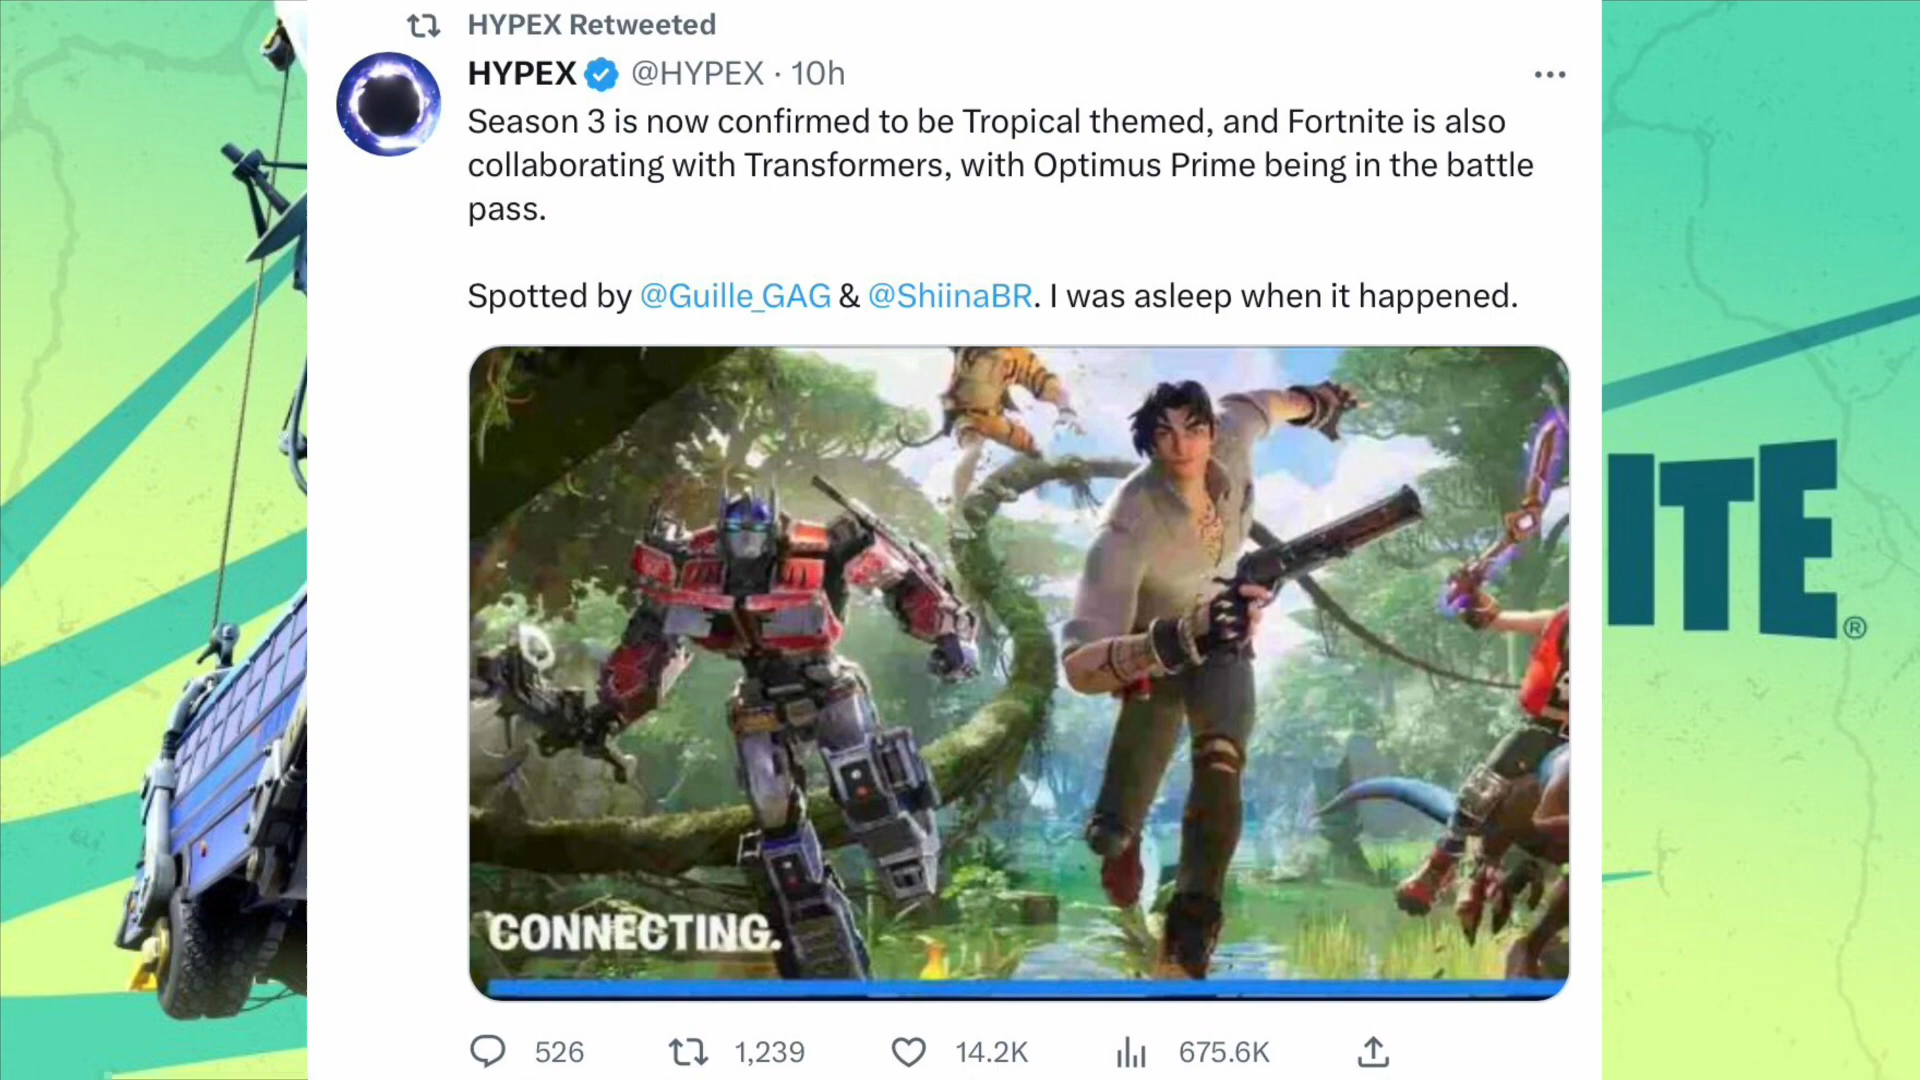 HYPEX Retweeted
HYPEX @HYPEX · 10h
Season 3 is now confirmed to be Tropical themed, and Fortnite is also
collaborating with Transformers, with Optimus Prime being in the battle
pass.
Spotted by @Guille_GAG & @ShiinaBR. I was asleep when it happened.
ITE®
CONNECTING.
526 1,239 14.2K 675.6K